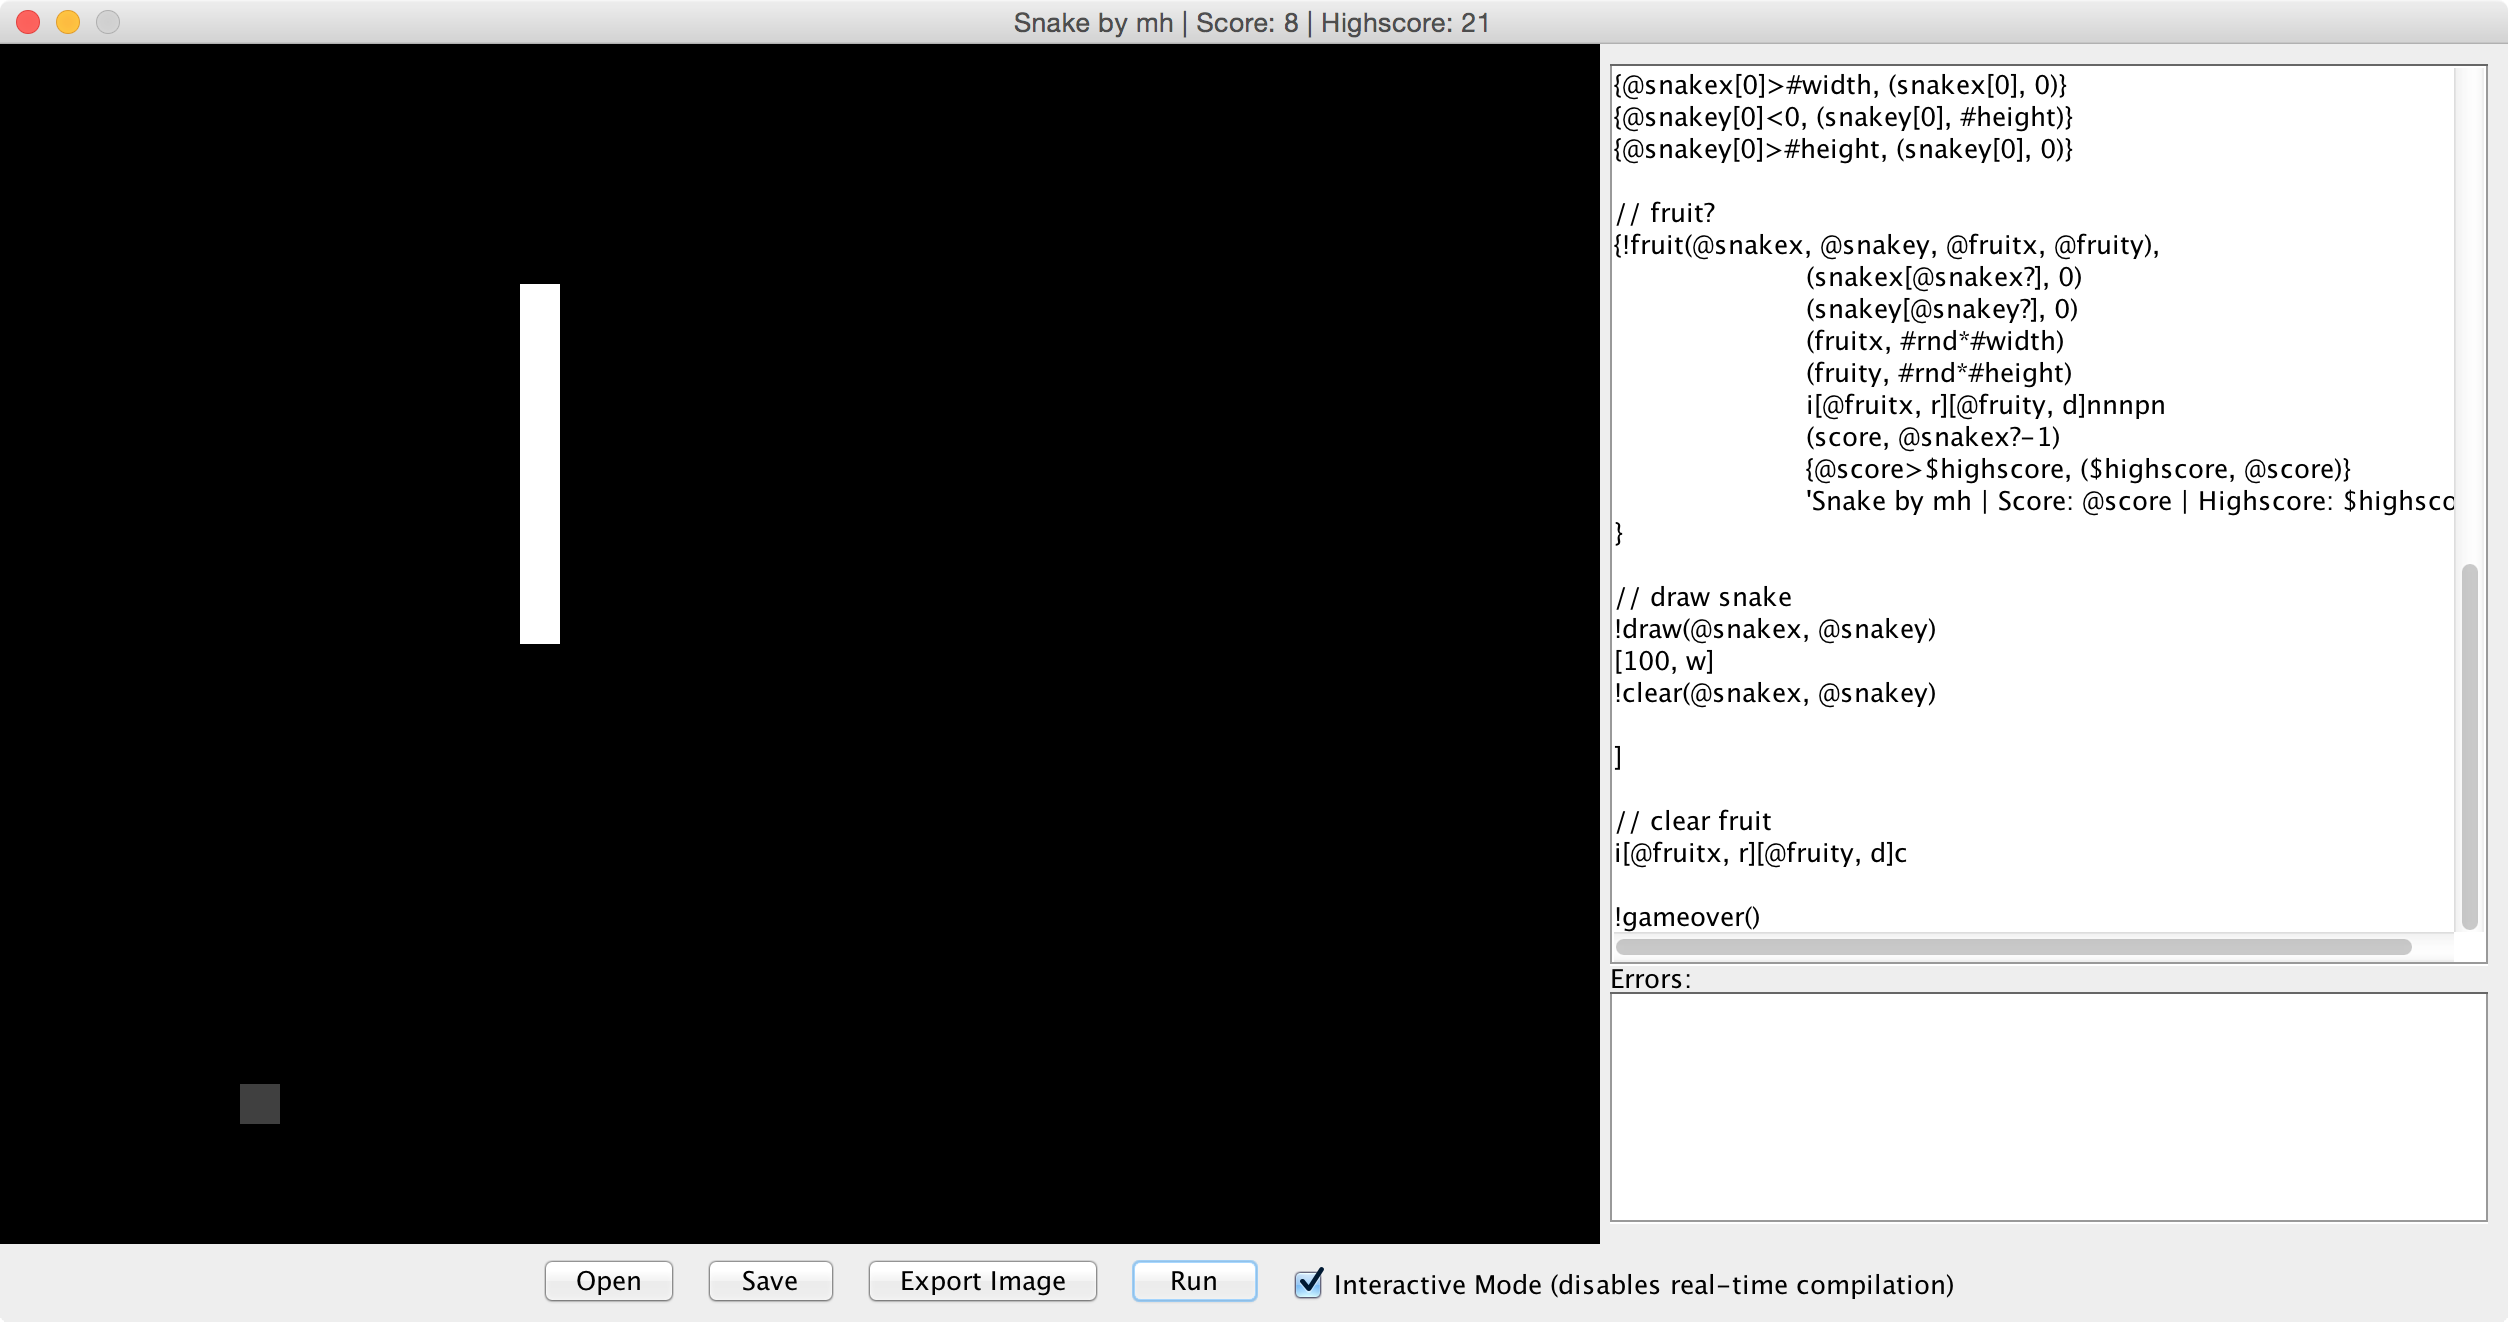 Snake by mh | Score: 8 | Highscore: 21
{@snakex[0]>#width, (snakex[0], 0)}
{@snakey[0]<0, (snakey[0], #height)}
{@snakey[0]>#height, (snakey[0], 0)}
// fruit?
{!fruit(@snakex, @snakey, @fruitx, @fruity),
(snakex[@snakex?], 0)
(snakey[@snakey?], 0)
(fruitx, #rnd*#width)
(fruity, #rnd*#height)
i[@fruitx, r][@fruity, d]nnnpn
(score, @snakex?-1)
{@score>$highscore, ($highscore, @score)}
'Snake by mh | Score: @score | Highscore: $highsco
}
// draw snake
!draw(@snakex, @snakey)
[100, w]
!clear(@snakex, @snakey)
]
// clear fruit
i[@fruitx, r][@fruity, d]c
!gameover()
Errors:
Open Save Export Image Run Interactive Mode (disables real-time compilation)